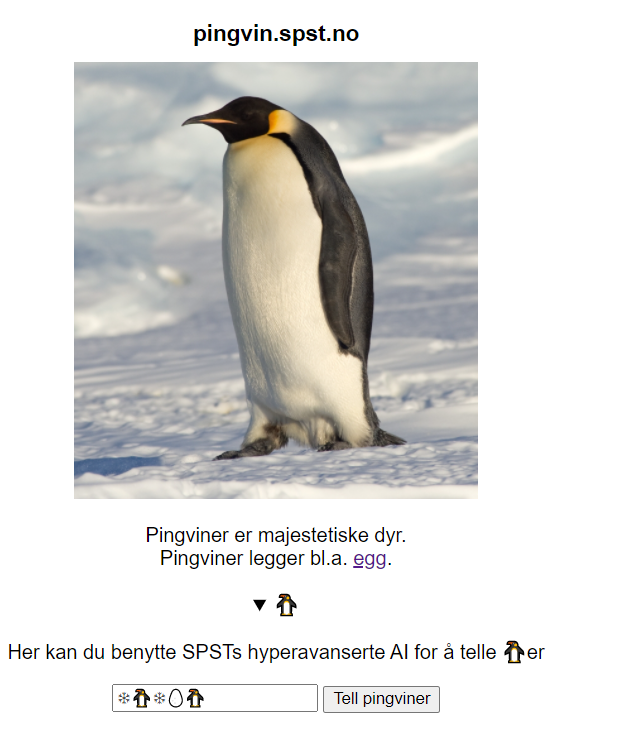 pingvin.spst.no
Pingviner er majestetiske dyr.
Pingviner legger bl.a. egg.
▼ 🐧
Her kan du benytte SPSTs hyperavanserte AI for å telle 🐧er
❄🐧❄🥚🐧 Tell pingviner